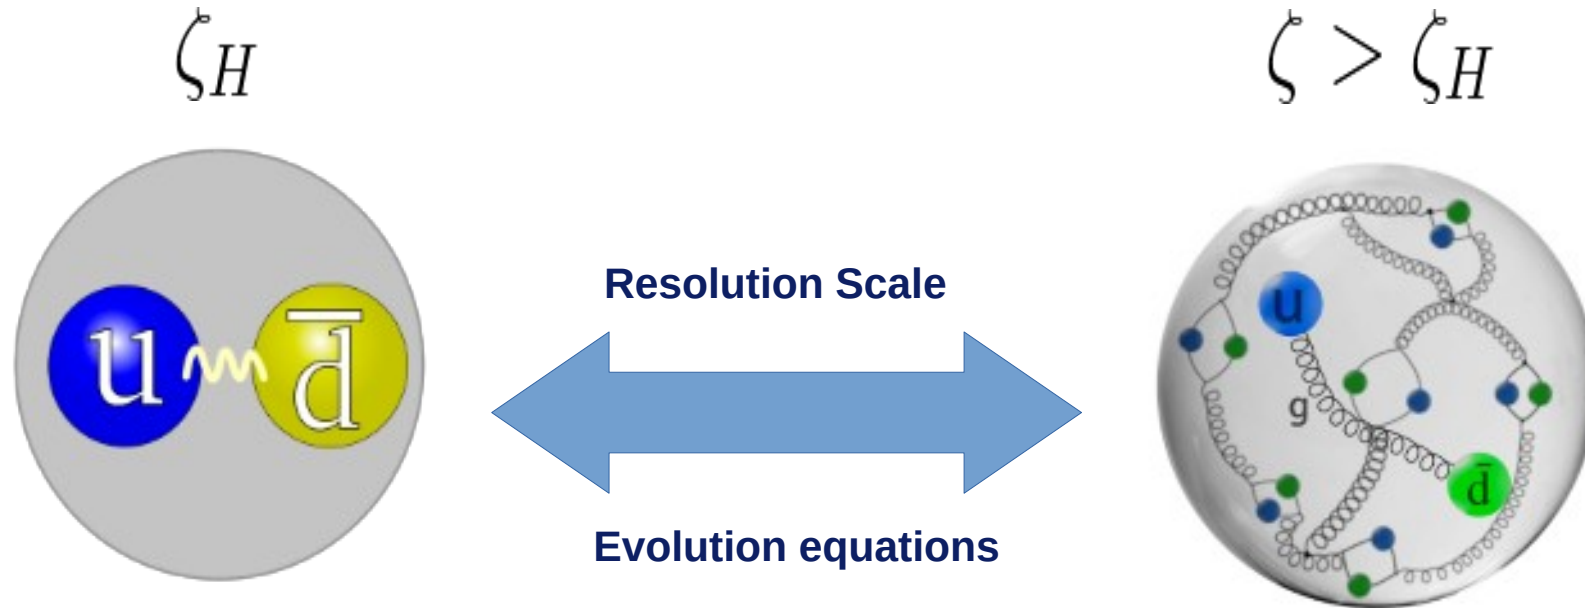 ζH
ζ > ζH
u d̅
Resolution Scale
Evolution equations
u
g
d̅